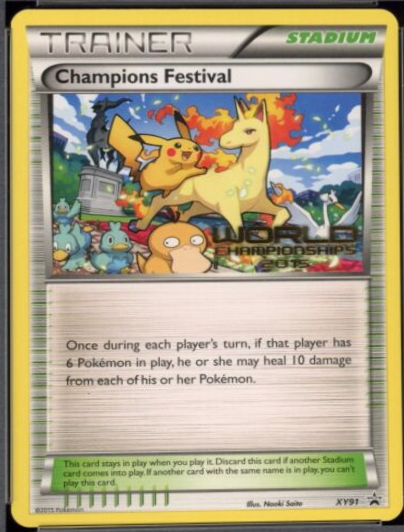 TRAINER
STADIUM
Champions Festival
WORLD
CHAMPIONSHIPS
2015
Once during each player's turn, if that player has
6 Pokémon in play, he or she may heal 10 damage
from each of his or her Pokémon.
This card stays in play when you play it. Discard this card if another Stadium
card comes into play. If another card with the same name is in play, you can't
play this card.
©2015 Pokémon
Illus. Naoki Saito
XY91